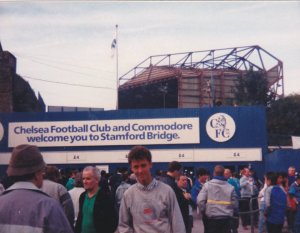 Chelsea Football Club and Commodore
welcome you to Stamford Bridge.
CFC